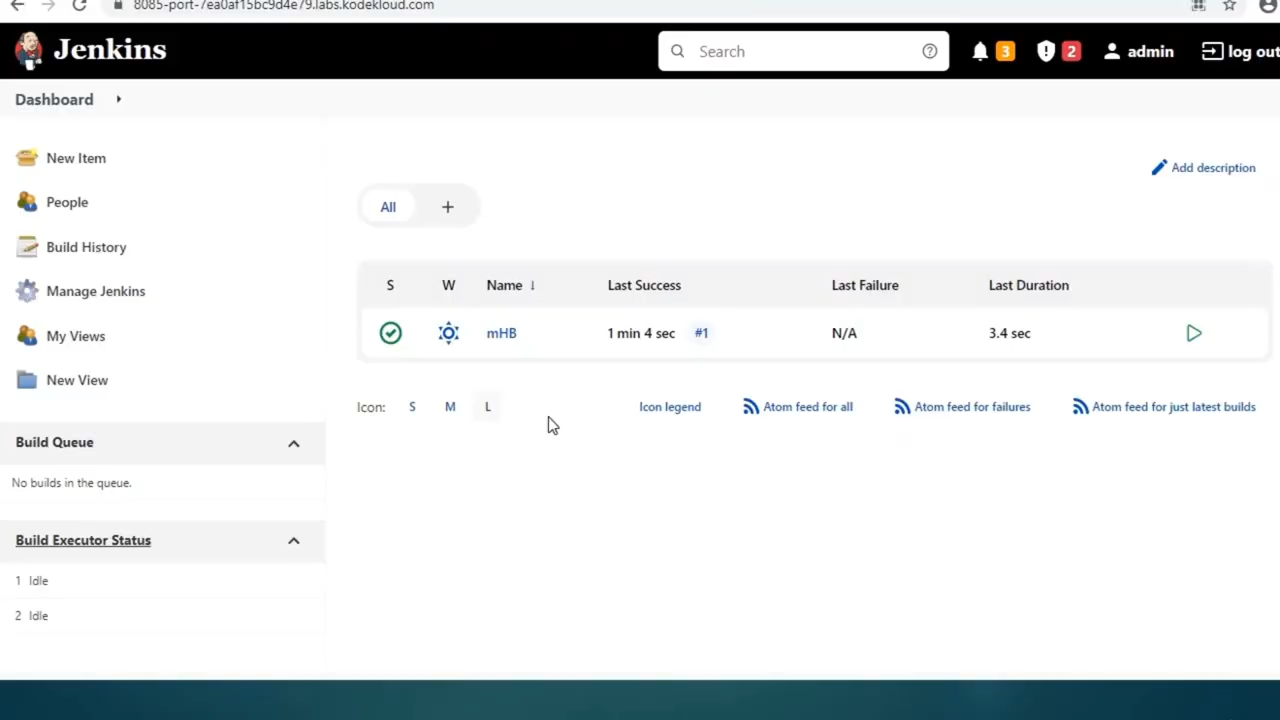 8085-port-7ea0af15bc9d4e79.labs.kodekloud.com
Jenkins
Search
3
2
admin
log out
Dashboard
New Item
People
Build History
Manage Jenkins
My Views
New View
Build Queue
No builds in the queue.
Build Executor Status
1 Idle
2 Idle
Add description
All +
S W Name ↓ Last Success Last Failure Last Duration
mHB 1 min 4 sec #1 N/A 3.4 sec
Icon: S M L
Icon legend
Atom feed for all
Atom feed for failures
Atom feed for just latest builds